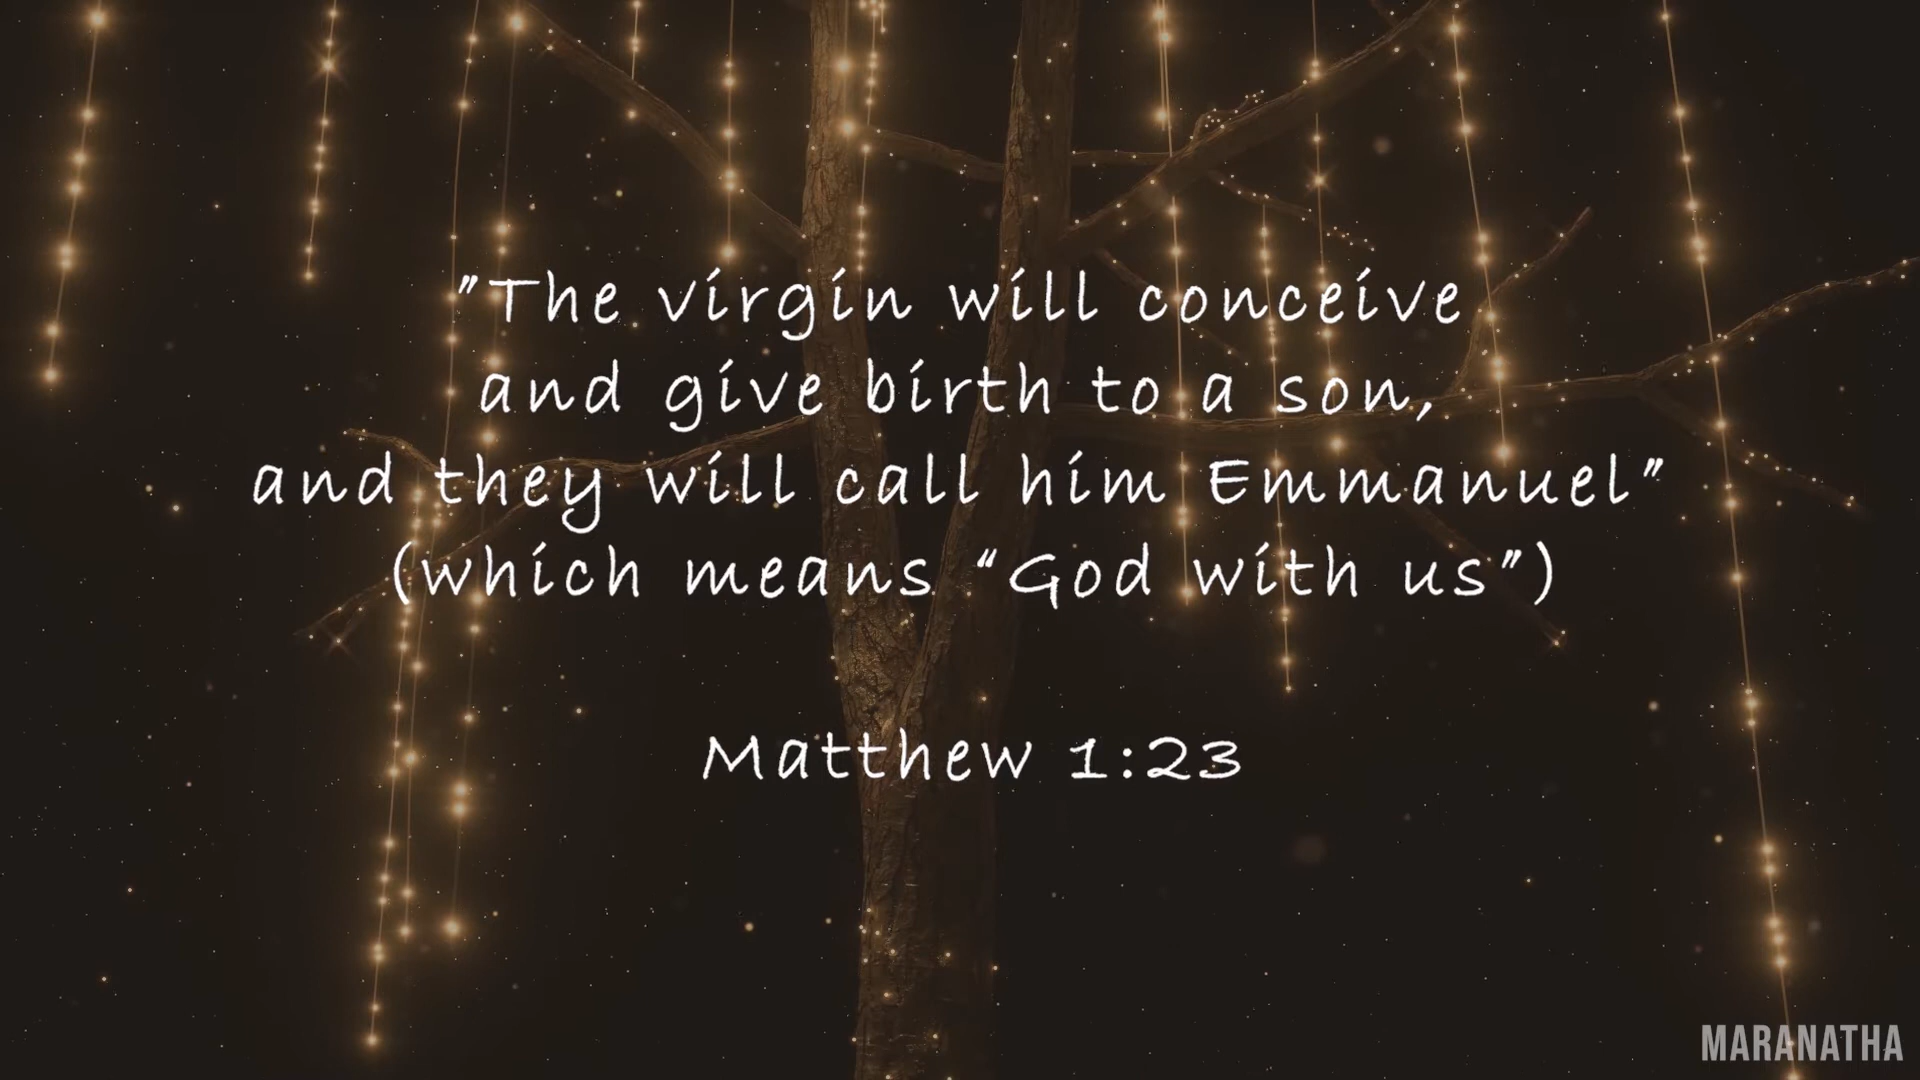 "The virgin will conceive
and give birth to a son,
and they will call him Emmanuel"
(which means “God with us”)
Matthew 1:23
MARANATHA